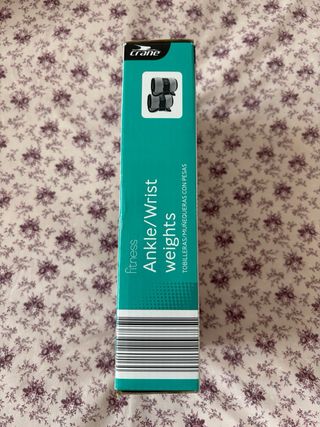 crane
fitness
Ankle/Wrist
weights
TOBILLERAS/MUÑEQUERAS CON PESAS